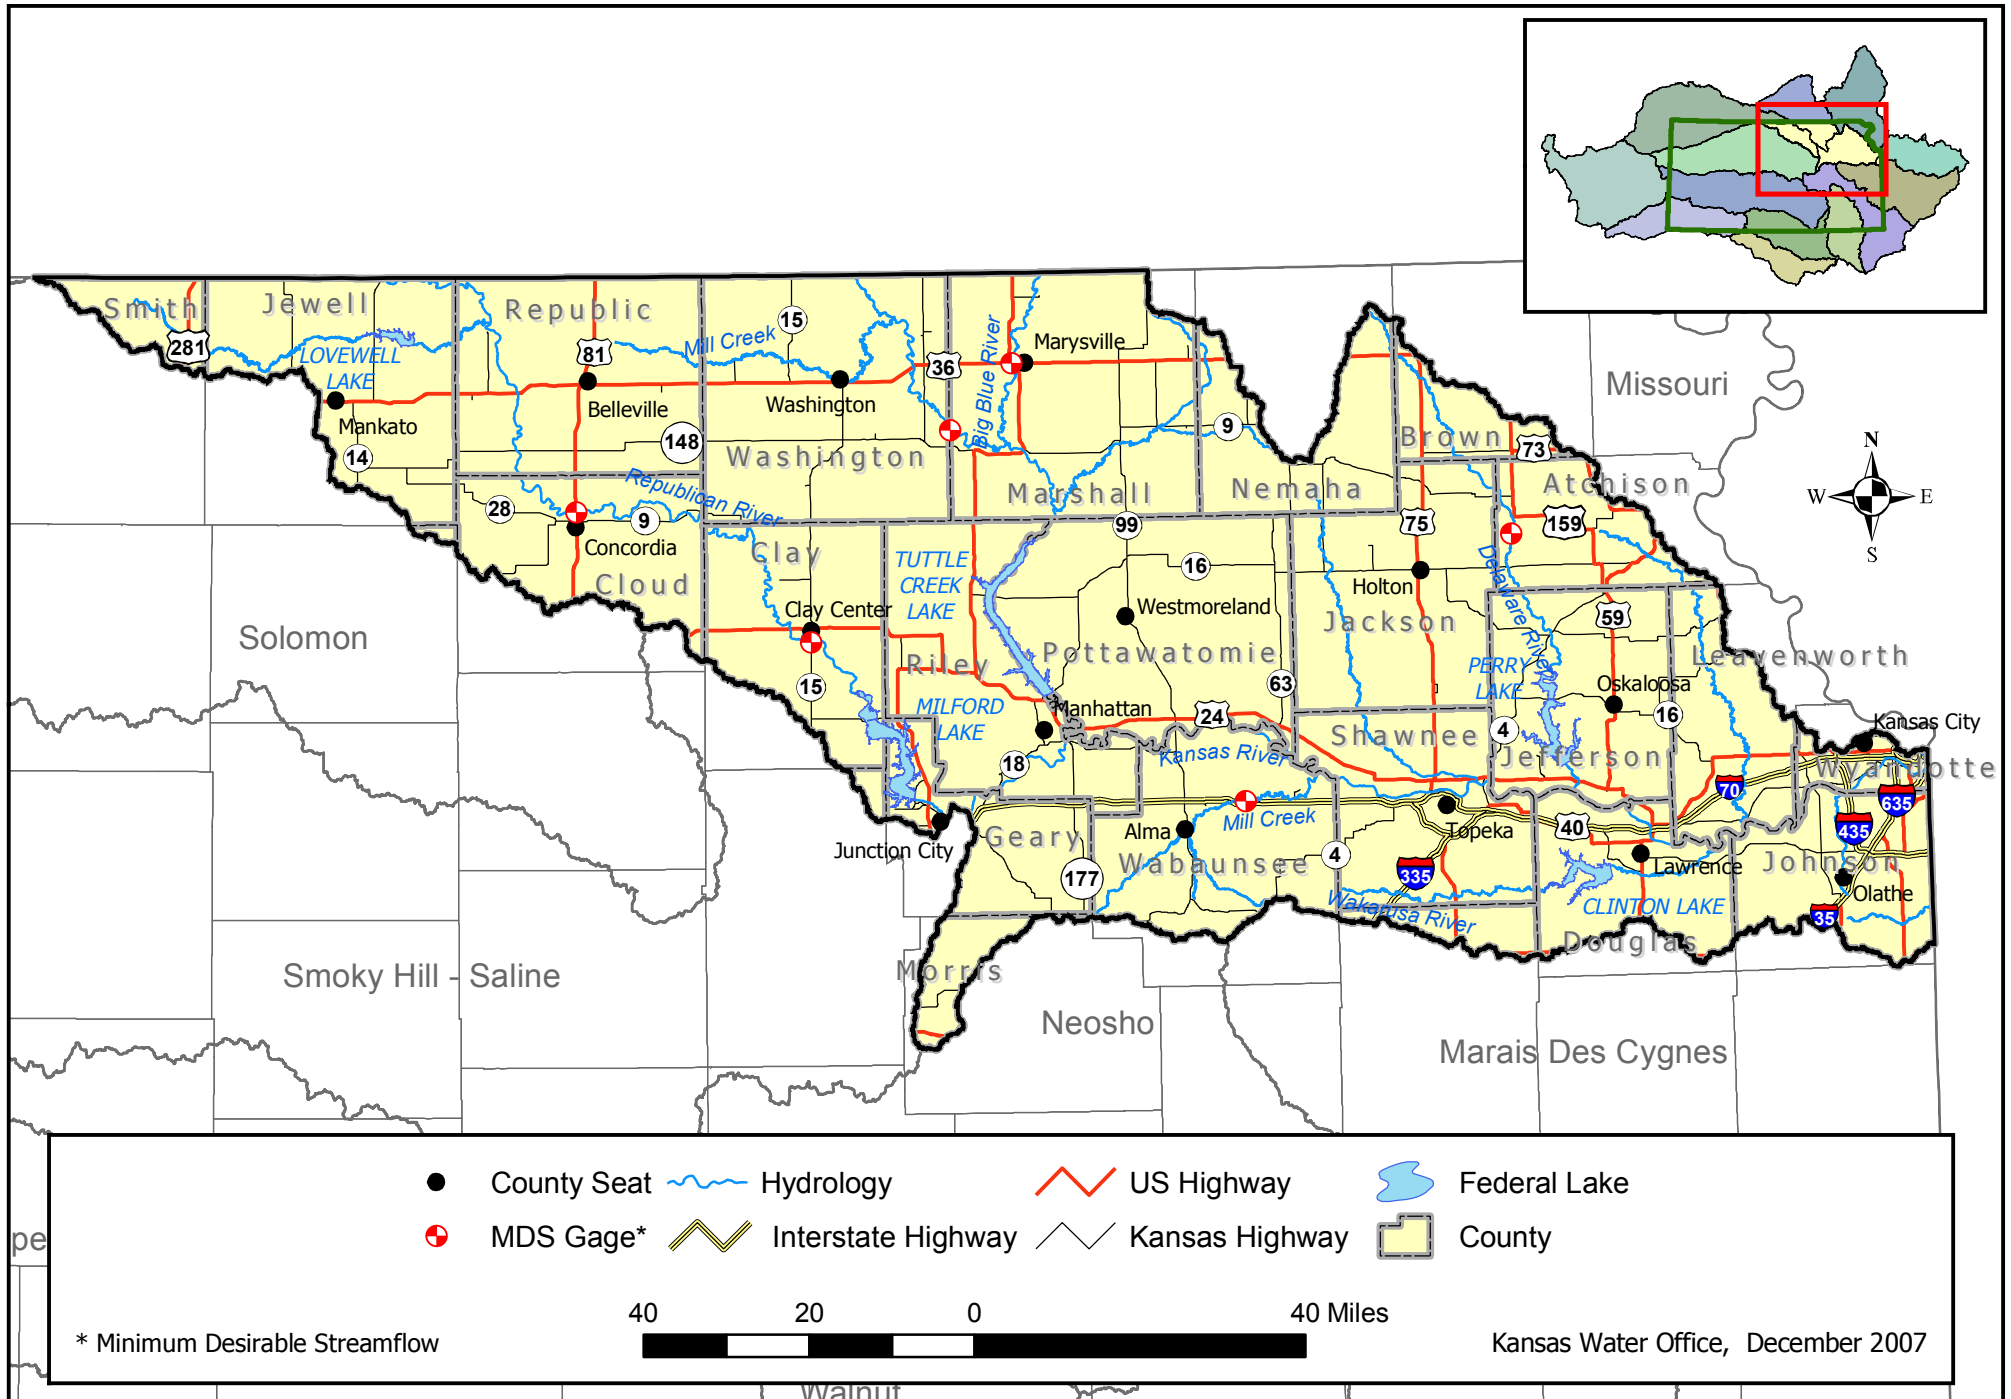 Smith
Jewell
Republic
15
281
LOVEWELL
LAKE
81
Mill Creek
36
Big Blue River
Marysville
Missouri
Mankato
Belleville
Washington
14
148
Washington
9
Brown
73
N
W
E
S
28
Republican River
9
Marshall
Nemaha
Atchison
Concordia
Clay
99
75
159
Cloud
TUTTLE
CREEK
LAKE
16
Holton
Delaware River
Clay Center
Westmoreland
Jackson
59
Solomon
Riley
Pottawatomie
Leavenworth
15
63
PERRY
LAKE
Oskaloosa
16
MILFORD
LAKE
Manhattan
24
Shawnee
4
Jefferson
Kansas City
Wyandotte
18
Kansas River
70
635
Junction City
Geary
Alma
Mill Creek
Topeka
40
435
177
Wabaunsee
4
335
Lawrence
Johnson
Olathe
Wakarusa River
CLINTON LAKE
35
Douglas
Smoky Hill - Saline
Morris
Neosho
Marais Des Cygnes
County Seat
Hydrology
US Highway
Federal Lake
MDS Gage*
Interstate Highway
Kansas Highway
County
pe
40 20 0 40 Miles
* Minimum Desirable Streamflow
Kansas Water Office, December 2007
Walnut